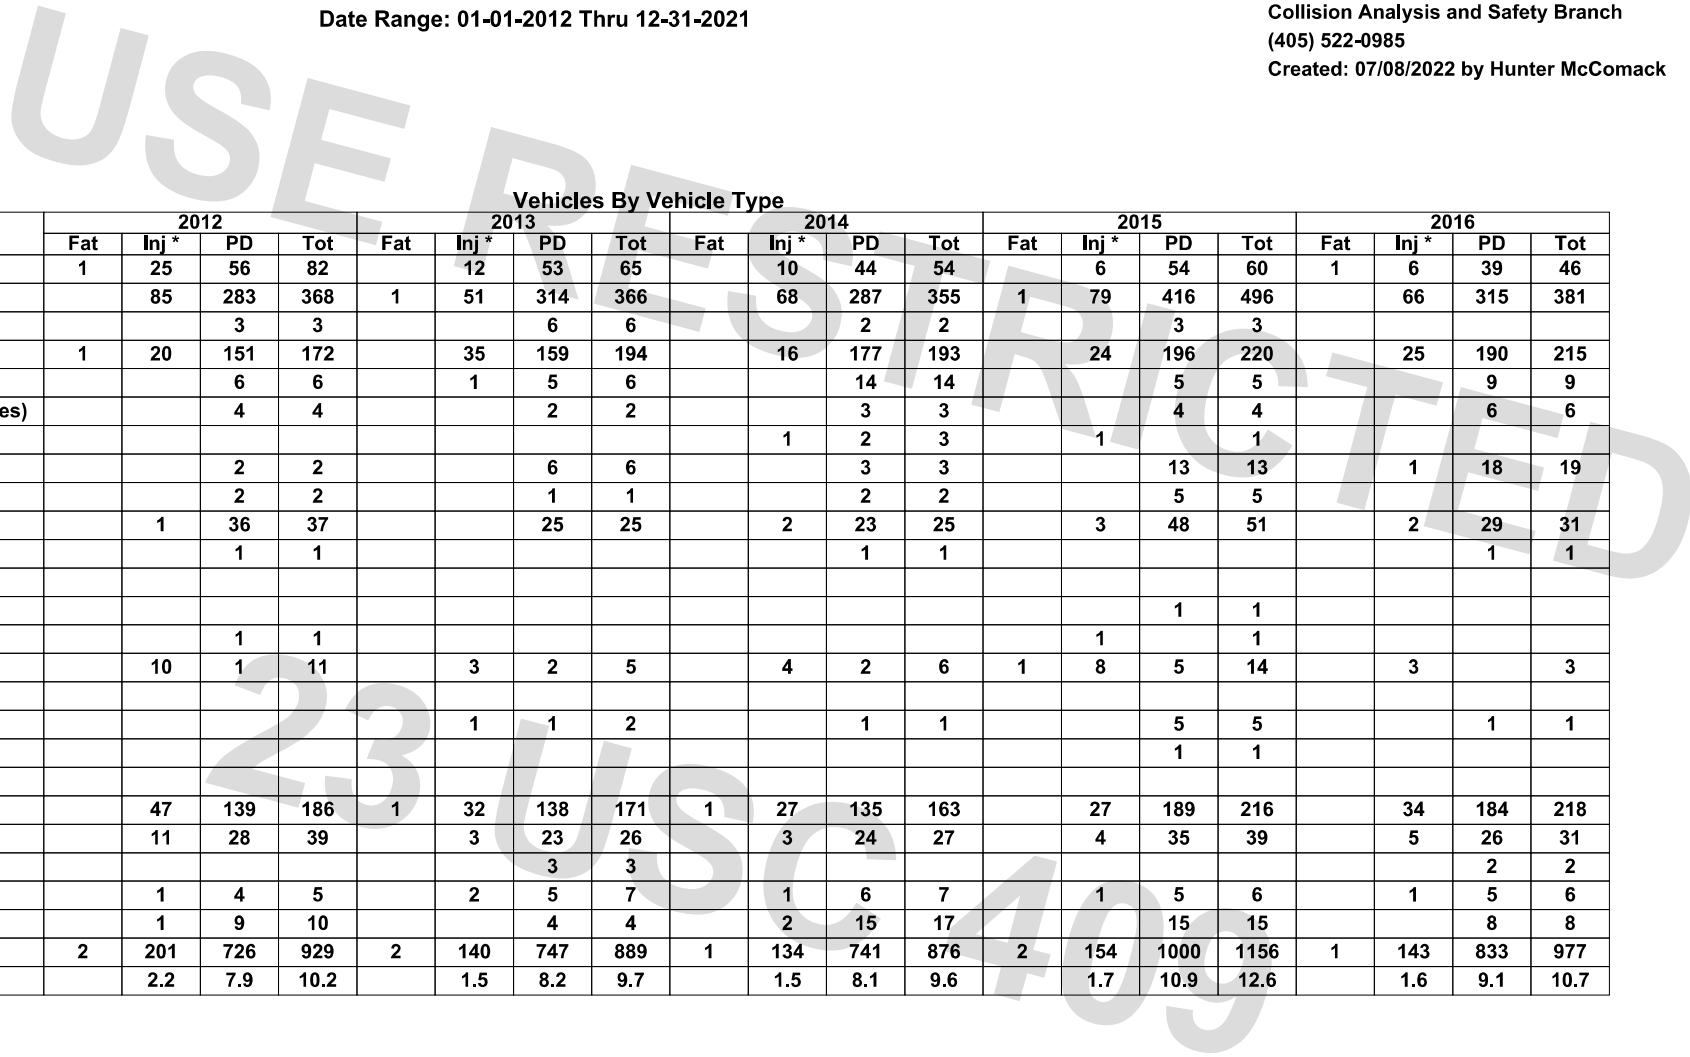 Date Range: 01-01-2012 Thru 12-31-2021
Collision Analysis and Safety Branch
(405) 522-0985
Created: 07/08/2022 by Hunter McComack
USE RESTRICTED
23 USC 409
Vehicles By Vehicle Type
2012 2013 2014 2015 2016
Fat Inj * PD Tot Fat Inj * PD Tot Fat Inj * PD Tot Fat Inj * PD Tot Fat Inj * PD Tot
1 25 56 82 12 53 65 10 44 54 6 54 60 1 6 39 46
85 283 368 1 51 314 366 68 287 355 1 79 416 496 66 315 381
3 3 6 6 2 2 3 3
1 20 151 172 35 159 194 16 177 193 24 196 220 25 190 215
6 6 1 5 6 14 14 5 5 9 9
es) 4 4 2 2 3 3 4 4 6 6
1 2 3 1 1
2 2 6 6 3 3 13 13 1 18 19
2 2 1 1 2 2 5 5
1 36 37 25 25 2 23 25 3 48 51 2 29 31
1 1 1 1 1 1
1 1
1 1 1 1
10 1 11 3 2 5 4 2 6 1 8 5 14 3 3
1 1 2 1 1 5 5 1 1
1 1
47 139 186 1 32 138 171 1 27 135 163 27 189 216 34 184 218
11 28 39 3 23 26 3 24 27 4 35 39 5 26 31
3 3 2 2
1 4 5 2 5 7 1 6 7 1 5 6 1 5 6
1 9 10 4 4 2 15 17 15 15 8 8
2 201 726 929 2 140 747 889 1 134 741 876 2 154 1000 1156 1 143 833 977
2.2 7.9 10.2 1.5 8.2 9.7 1.5 8.1 9.6 1.7 10.9 12.6 1.6 9.1 10.7